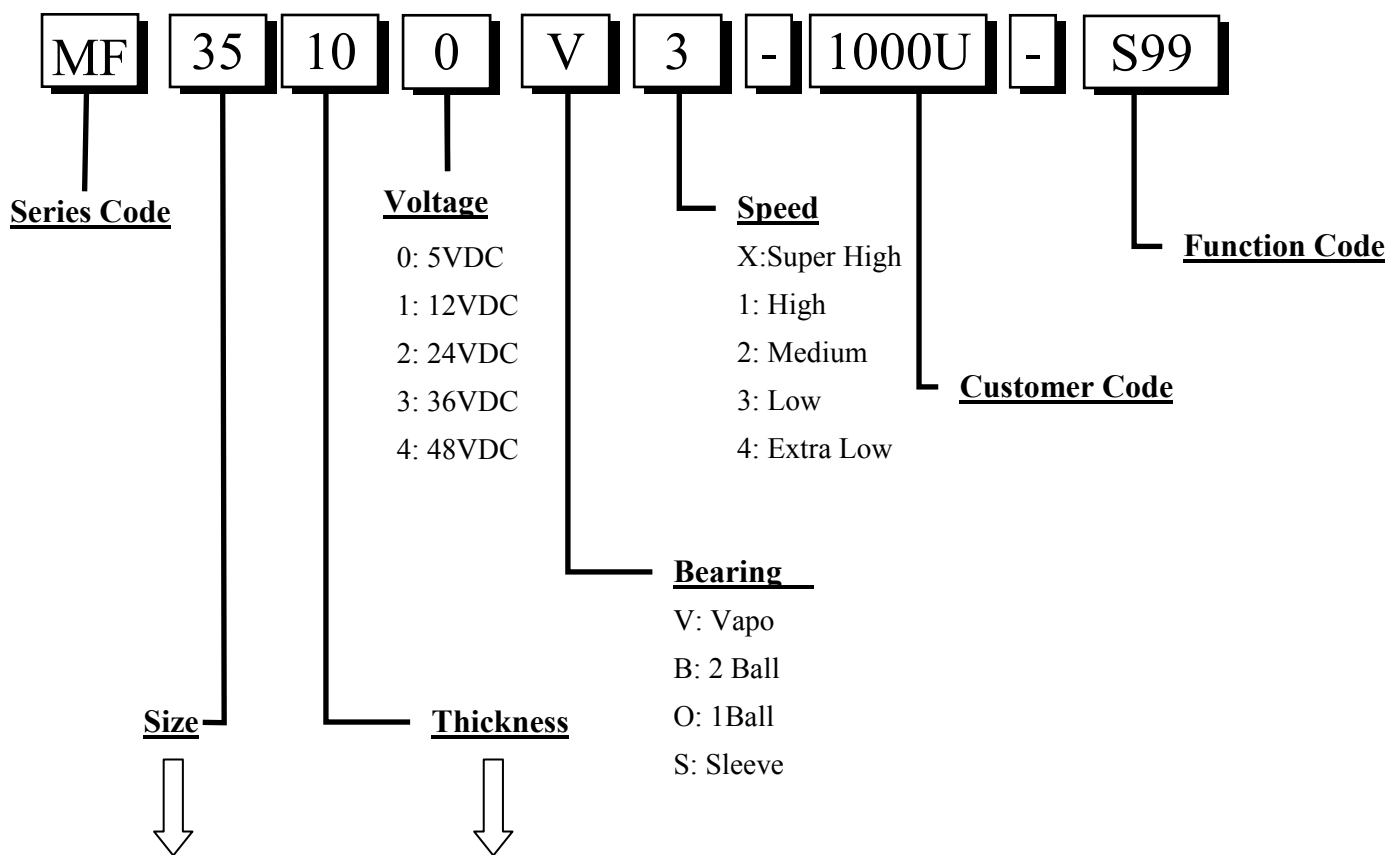 MF 35 10 0 V 3 - 1000U - S99
Series Code
Voltage
0: 5VDC
1: 12VDC
2: 24VDC
3: 36VDC
4: 48VDC
Speed
X:Super High
1: High
2: Medium
3: Low
4: Extra Low
Function Code
Customer Code
Bearing
V: Vapo
B: 2 Ball
O: 1Ball
S: Sleeve
Size
Thickness